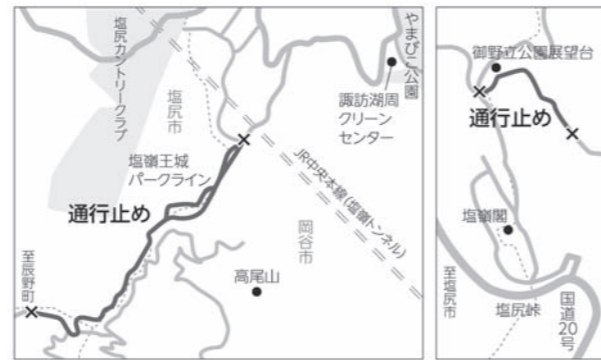 塩尻カントリークラブ
塩尻市
やまびこ公園
諏訪湖周
クリーン
センター
塩嶺王城
パークライン
通行止め
JR中央本線(塩嶺トンネル)
岡谷市
高尾山
至辰野町
御野立公園展望台
通行止め
塩嶺閣
至塩尻市
塩尻峠
国道20号